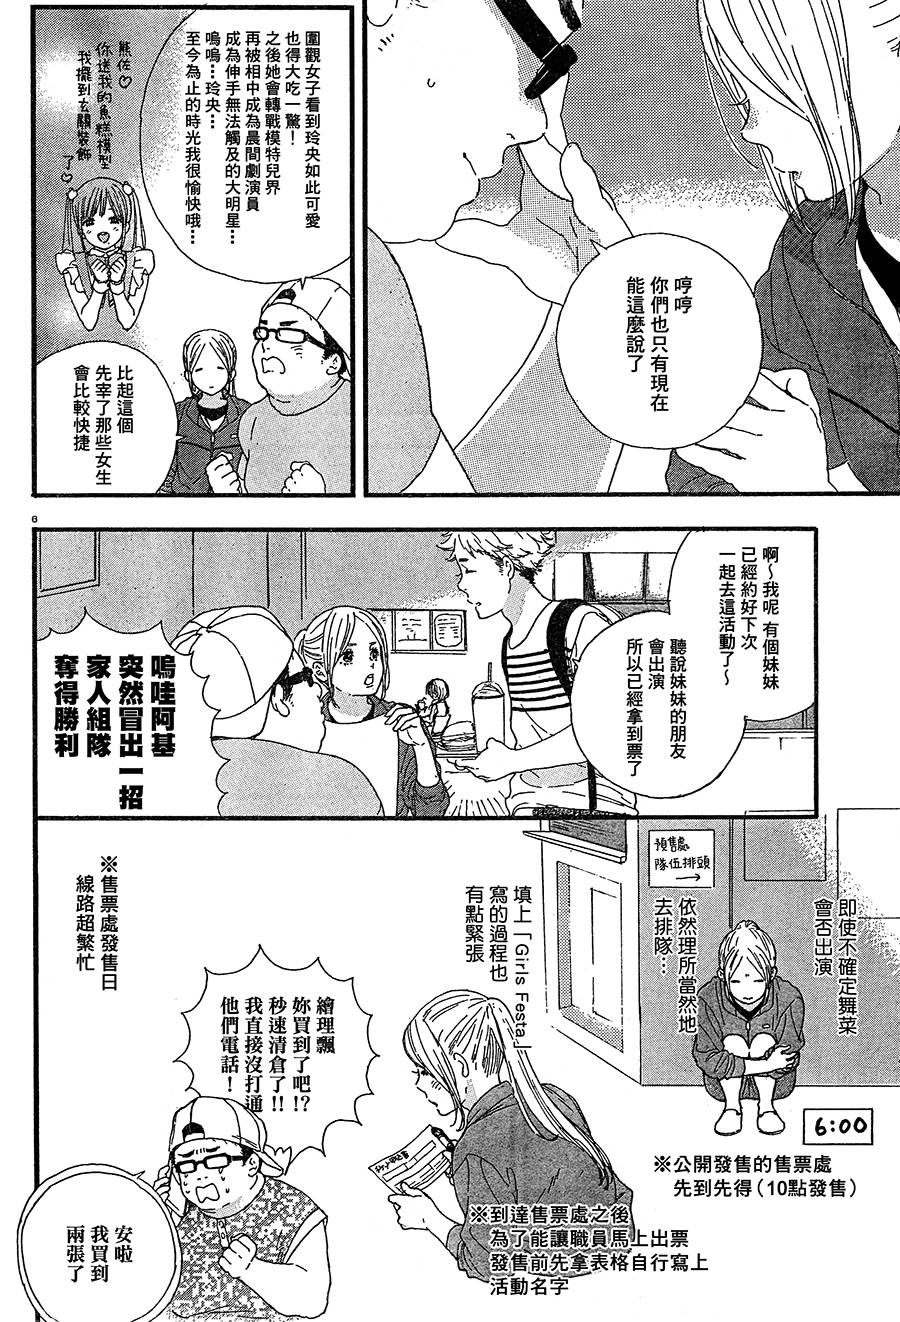 哼哼
你們也只有現在
能這麼說了
圍觀女子看到玲央如此可愛
也得大吃一驚！
之後她會轉戰模特兒界
再被相中成為晨間劇演員
成為伸手無法觸及的大明星…
嗚嗚…玲央…
至今為止的時光我很愉快哦…
熊佐♡
你送我的魚糕模型
我擺到玄關裝飾
了♡
比起這個
先宰了那些女生
會比較快捷
6
啊～我呢 有個妹妹
已經約好下次
一起去這活動了～
聽說妹妹的朋友
會出演
所以已經拿到票了
嗚哇阿基
突然冒出一招
家人組隊
奪得勝利
預售處
隊伍排頭
→
即使不確定舞菜
會否出演
依然理所當然地
去排隊…
6:00
※公開發售的售票處
先到先得（10點發售）
填上「Girls Festa」
寫的過程也
有點緊張
※到達售票處之後
為了能讓職員馬上出票
發售前先拿表格自行寫上
活動名字
※售票處發售日
線路超繁忙
繪理飄
妳買到了吧!?
秒速清倉了!!
我直接沒打通
他們電話！
安啦
我買到
兩張了